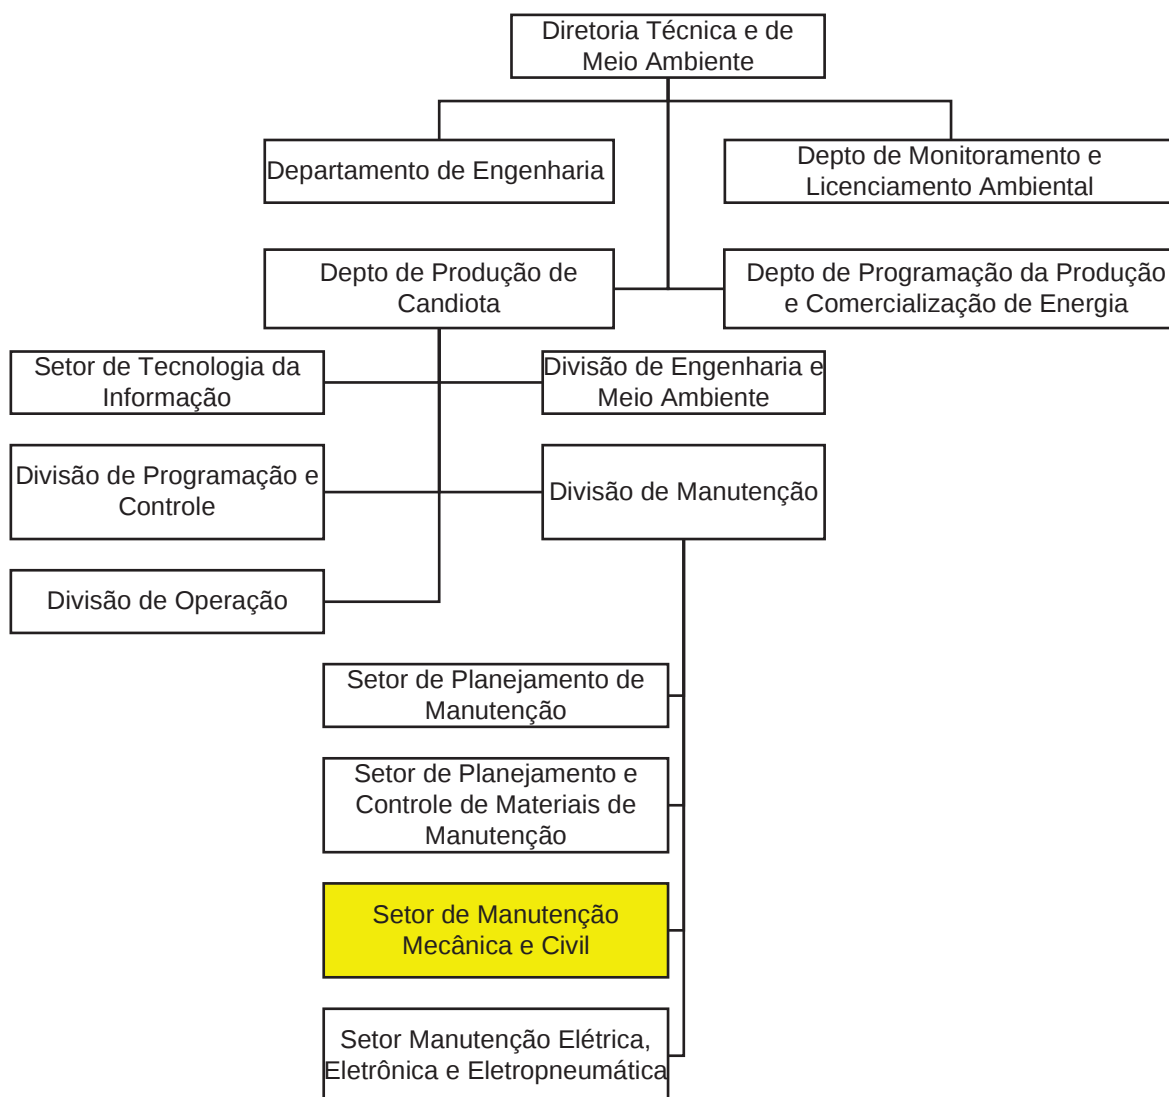 Diretoria Técnica e de
Meio Ambiente
Departamento de Engenharia
Depto de Monitoramento e
Licenciamento Ambiental
Depto de Produção de
Candiota
Depto de Programação da Produção
e Comercialização de Energia
Setor de Tecnologia da
Informação
Divisão de Engenharia e
Meio Ambiente
Divisão de Programação e
Controle
Divisão de Manutenção
Divisão de Operação
Setor de Planejamento de
Manutenção
Setor de Planejamento e
Controle de Materiais de
Manutenção
Setor de Manutenção
Mecânica e Civil
Setor Manutenção Elétrica,
Eletrônica e Eletropneumática